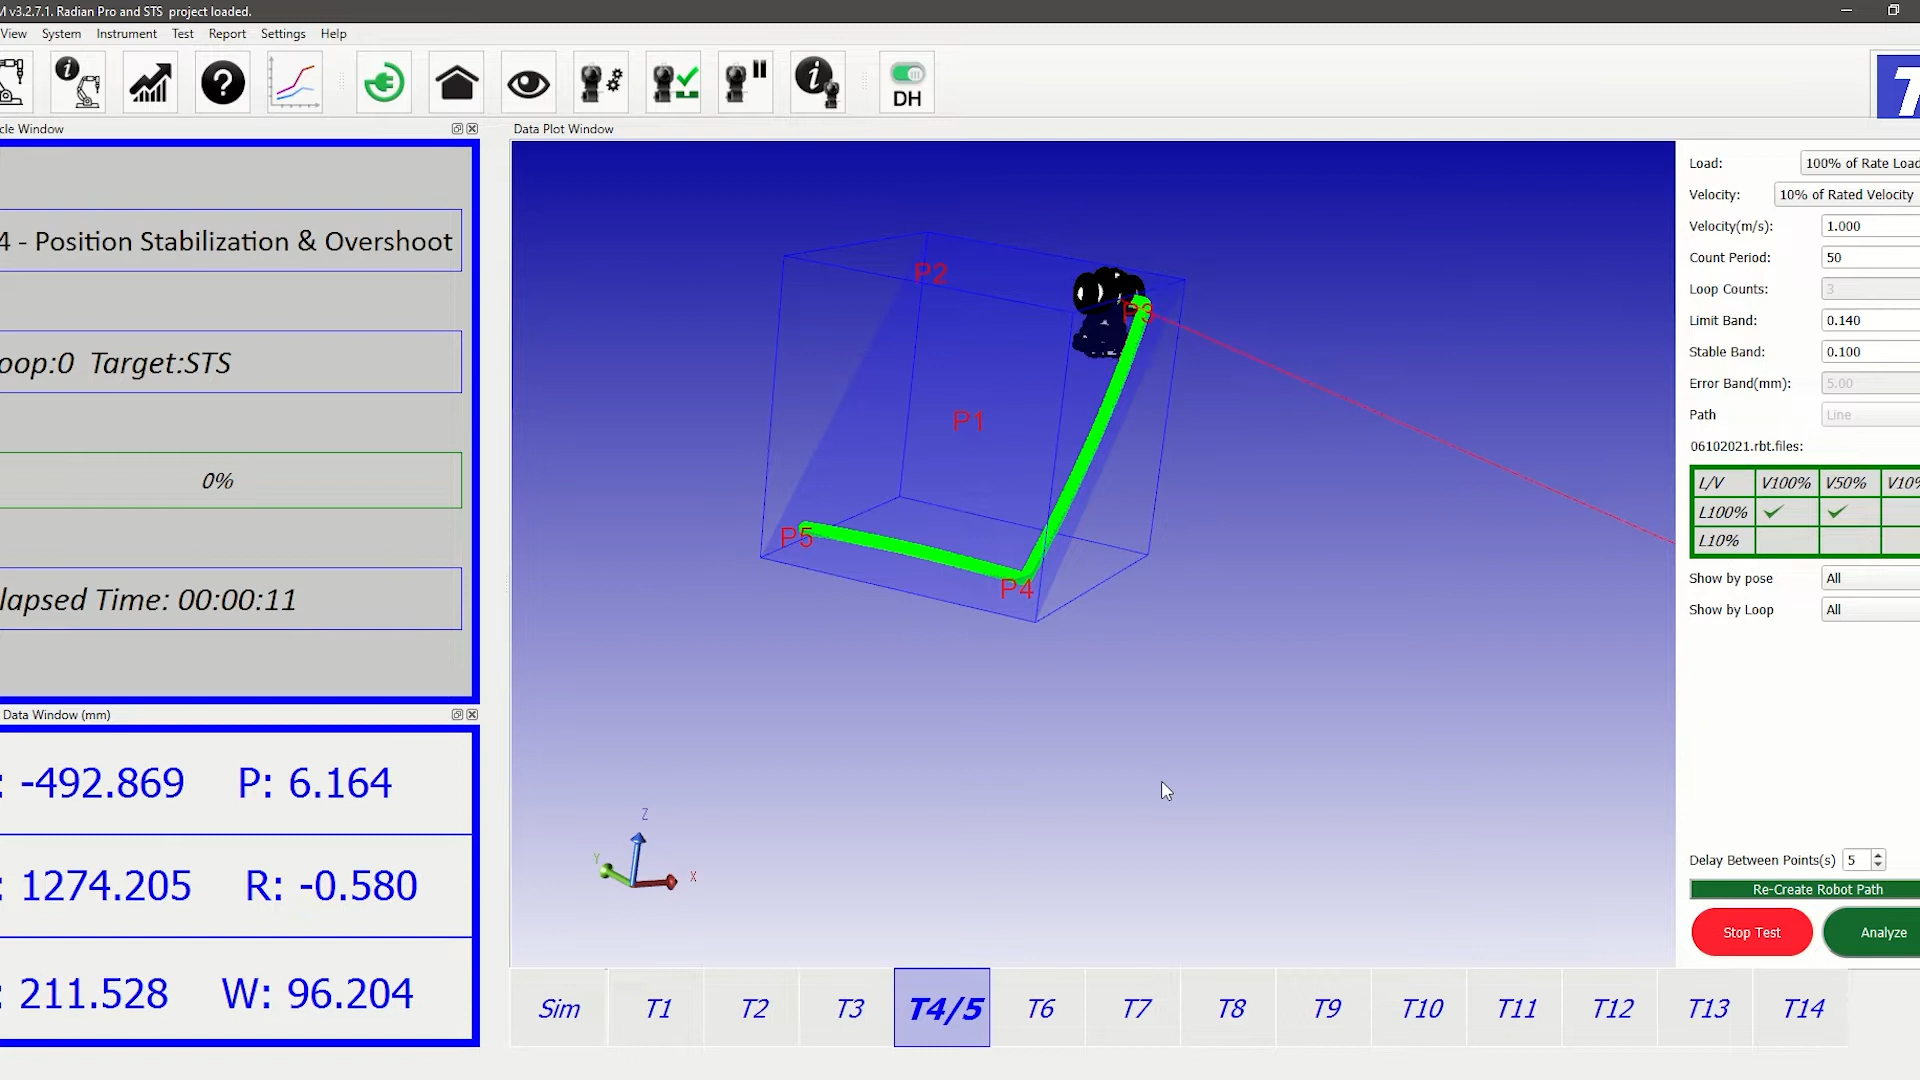 M v3.2.7.1. Radian Pro and STS project loaded.
View System Instrument Test Report Settings Help
DH
T
cle Window
Data Plot Window
4 - Position Stabilization & Overshoot
oop:0 Target:STS
0%
lapsed Time: 00:00:11
Data Window (mm)
: -492.869 P: 6.164
: 1274.205 R: -0.580
: 211.528 W: 96.204
P2
P3
P1
P5
P4
Z
Y
X
Load: 100% of Rate Load
Velocity: 10% of Rated Velocity
Velocity(m/s): 1.000
Count Period: 50
Loop Counts: 3
Limit Band: 0.140
Stable Band: 0.100
Error Band(mm): 5.00
Path Line
06102021.rbt.files:
L/V V100% V50% V10%
L100%
L10%
Show by pose All
Show by Loop All
Delay Between Points(s) 5
Re-Create Robot Path
Stop Test Analyze
Sim T1 T2 T3 T4/5 T6 T7 T8 T9 T10 T11 T12 T13 T14